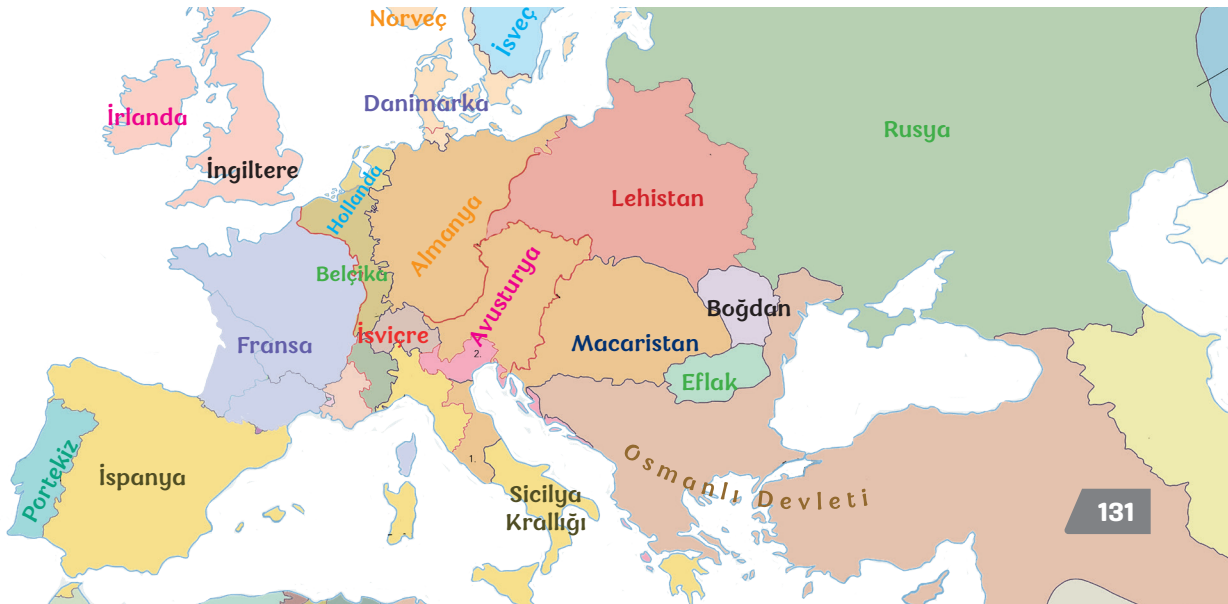 Norveç
İsveç
Danimarka
İrlanda
İngiltere
Rusya
Hollanda
Lehistan
Almanya
Belçika
Avusturya
Boğdan
İsviçre
Fransa
2.
Macaristan
Eflak
Portekiz
İspanya
1.
Sicilya
Krallığı
Osmanlı Devleti
131